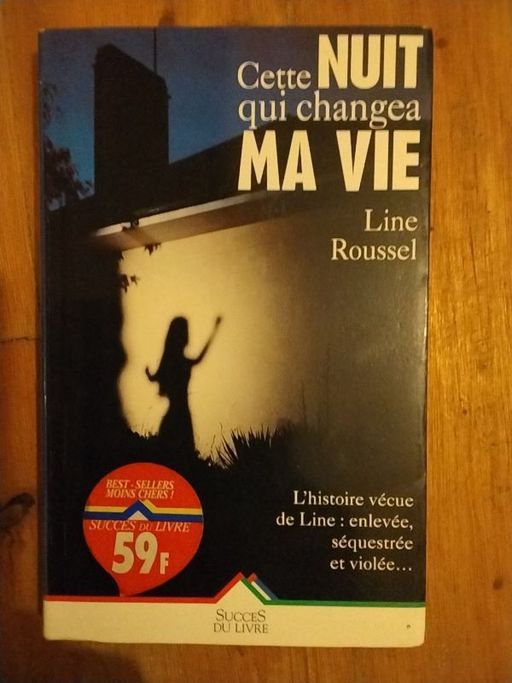 Cette NUIT
qui changea
MA VIE
Line
Roussel
BEST-SELLERS
MOINS CHERS !
SUCCÈS DU LIVRE
59F
L'histoire vécue
de Line : enlevée,
séquestrée
et violée...
SUCCES
DU LIVRE